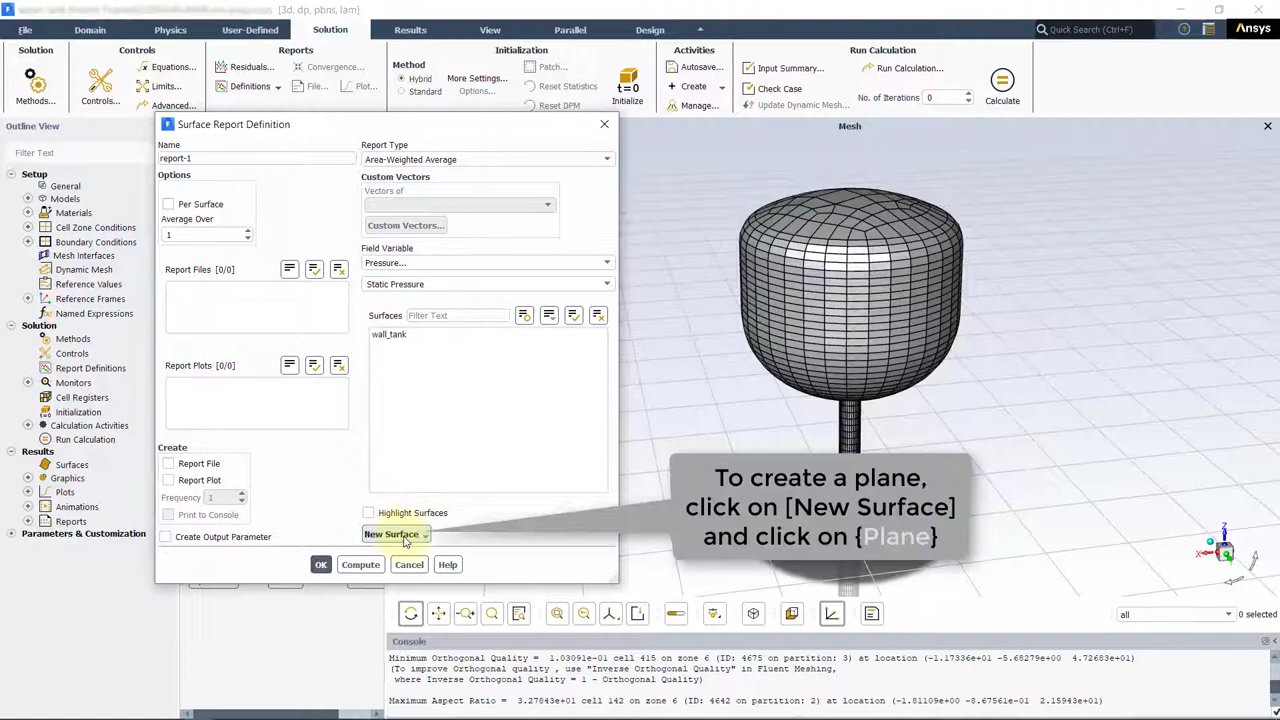 [3d, dp, pbns, lam]
File Domain Physics User-Defined Solution Results View Parallel Design
Quick Search (Ctrl+F)
Ansys
Solution Controls Reports Initialization Activities Run Calculation
Methods...
Controls...
Equations...
Limits...
Advanced...
Residuals...
Definitions
Convergence...
File...
Plot...
Method
Hybrid
Standard
More Settings...
Options...
Patch...
Reset Statistics
Reset DPM
t=0
Initialize
Autosave...
Create
Manage...
Input Summary...
Check Case
Update Dynamic Mesh...
Run Calculation...
No. of Iterations 0
Calculate
Outline View
Filter Text
Setup
General
Models
Materials
Cell Zone Conditions
Boundary Conditions
Mesh Interfaces
Dynamic Mesh
Reference Values
Reference Frames
Named Expressions
Solution
Methods
Controls
Report Definitions
Monitors
Cell Registers
Initialization
Calculation Activities
Run Calculation
Results
Surfaces
Graphics
Plots
Animations
Reports
Parameters & Customization
Surface Report Definition
Name
report-1
Options
Per Surface
Average Over
1
Report Files [0/0]
Report Plots [0/0]
Create
Report File
Report Plot
Frequency 1
Print to Console
Create Output Parameter
Report Type
Area-Weighted Average
Custom Vectors
Vectors of
Custom Vectors...
Field Variable
Pressure...
Static Pressure
Surfaces Filter Text
wall_tank
Highlight Surfaces
New Surface
OK Compute Cancel Help
Mesh
To create a plane,
click on [New Surface]
and click on {Plane}
Z
X
all
0 selected
Console
Minimum Orthogonal Quality = 1.03091e-01 cell 415 on zone 6 (ID: 4675 on partition: 3) at location (-1.17336e+01 -5.68279e+00 4.72683e+01)
(To improve Orthogonal quality , use "Inverse Orthogonal Quality" in Fluent Meshing,
where Inverse Orthogonal Quality = 1 - Orthogonal Quality)
Maximum Aspect Ratio = 3.27843e+01 cell 142 on zone 6 (ID: 4642 on partition: 2) at location (-1.81109e+00 -8.67561e-01 2.15943e+01)